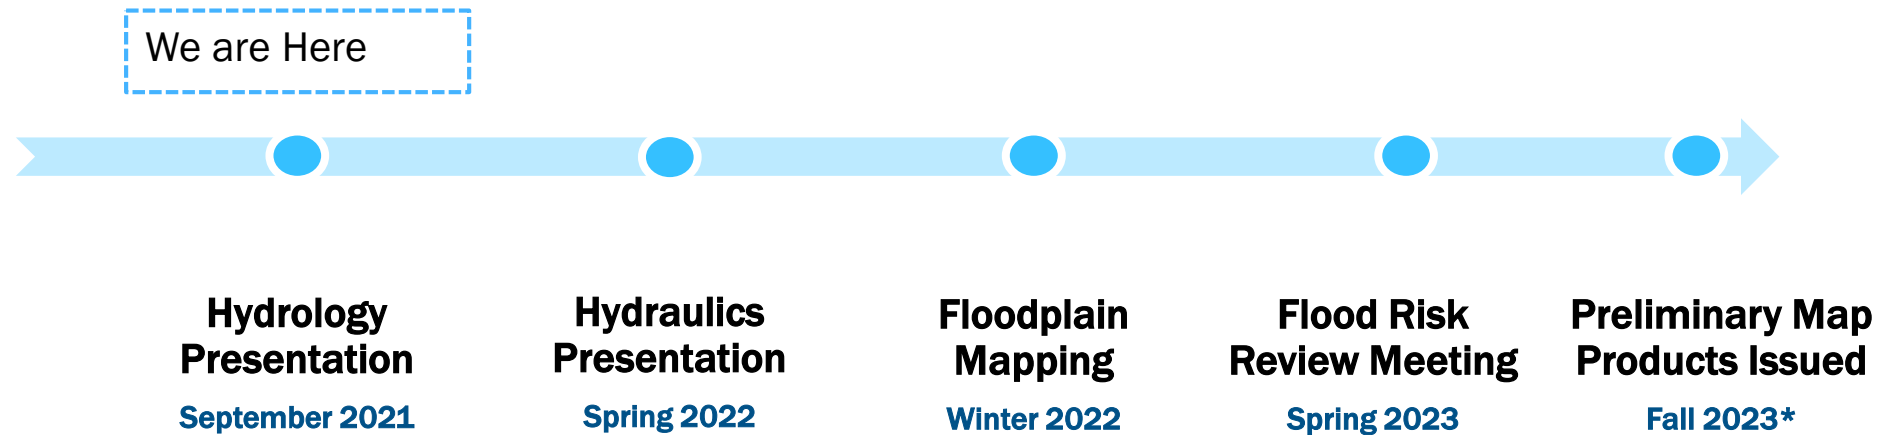 We are Here
Hydrology
Presentation
September 2021
Hydraulics
Presentation
Spring 2022
Floodplain
Mapping
Winter 2022
Flood Risk
Review Meeting
Spring 2023
Preliminary Map
Products Issued
Fall 2023*